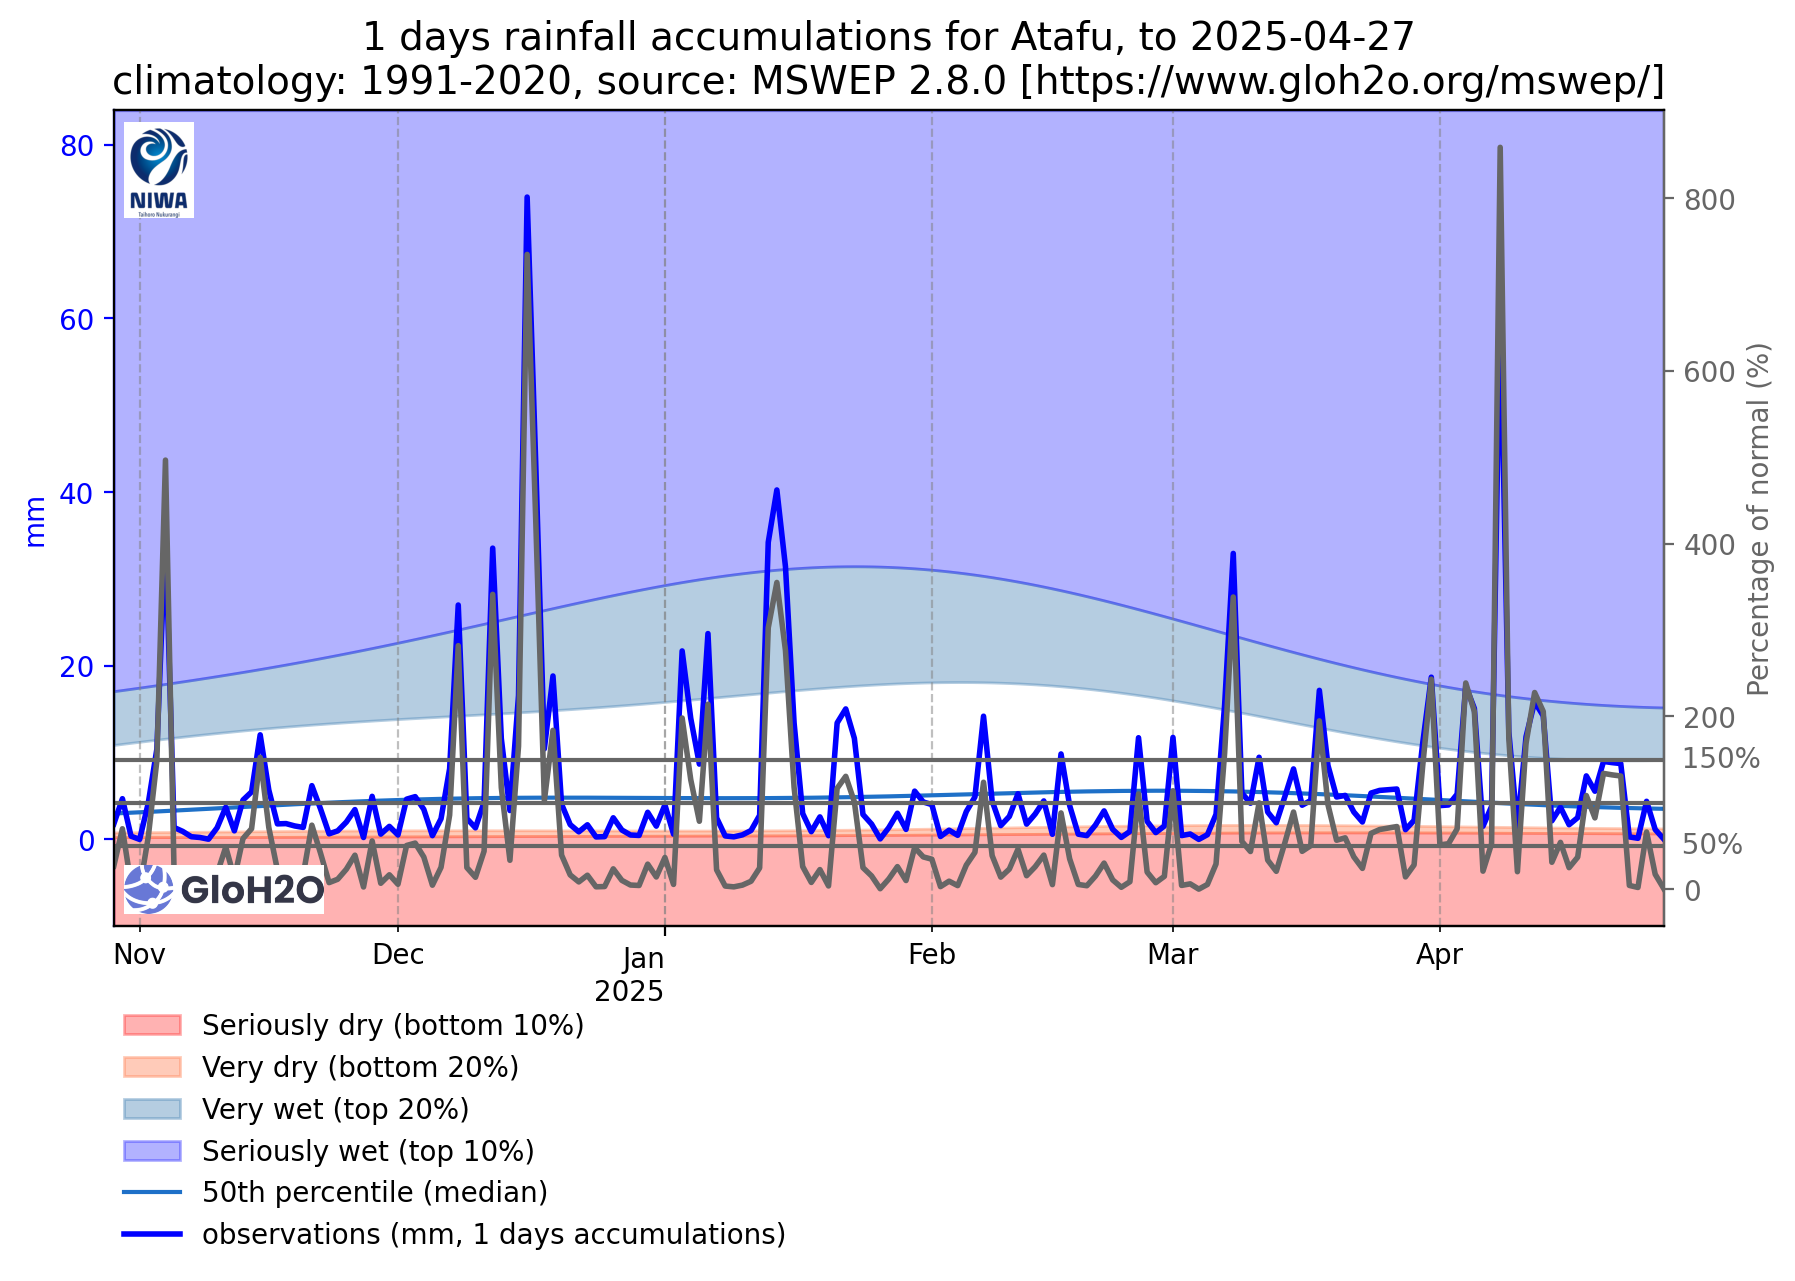 1 days rainfall accumulations for Atafu, to 2025-04-27
climatology: 1991-2020, source: MSWEP 2.8.0 [https://www.gloh2o.org/mswep/]
80
60
40
20
0
mm
NIWA
Taihoro Nukurangi
GloH2O
800
600
400
200
150%
50%
0
Percentage of normal (%)
Nov
Dec
Jan
2025
Feb
Mar
Apr
Seriously dry (bottom 10%)
Very dry (bottom 20%)
Very wet (top 20%)
Seriously wet (top 10%)
50th percentile (median)
observations (mm, 1 days accumulations)